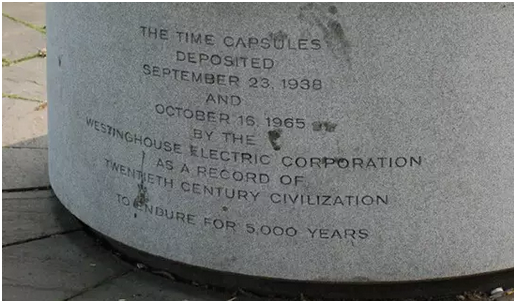 THE TIME CAPSULES
DEPOSITED
SEPTEMBER 23, 1938
AND
OCTOBER 16, 1965
BY THE
WESTINGHOUSE ELECTRIC CORPORATION
AS A RECORD OF
TWENTIETH CENTURY CIVILIZATION
TO ENDURE FOR 5,000 YEARS